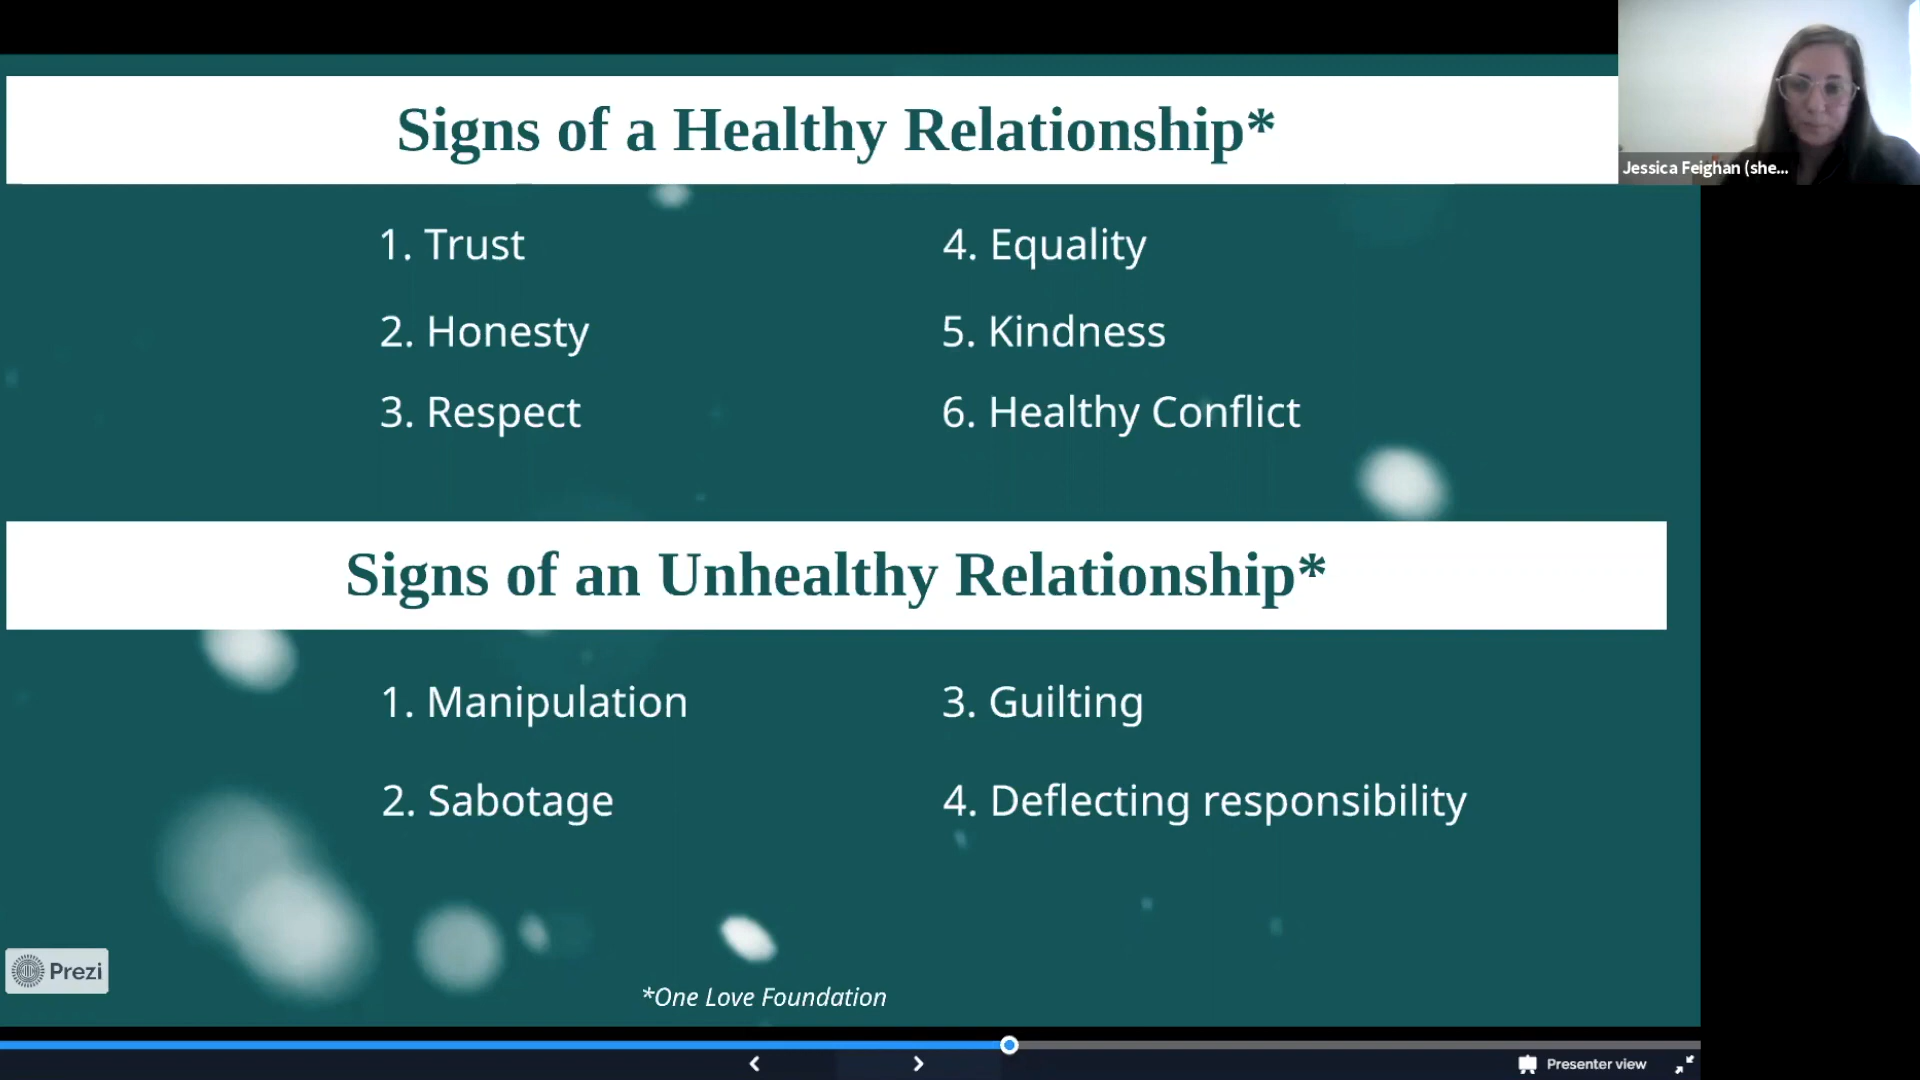 Signs of a Healthy Relationship*
Jessica Feighan (she...
1. Trust
4. Equality
2. Honesty
5. Kindness
3. Respect
6. Healthy Conflict
Signs of an Unhealthy Relationship*
1. Manipulation
3. Guilting
2. Sabotage
4. Deflecting responsibility
Prezi
*One Love Foundation
Presenter view